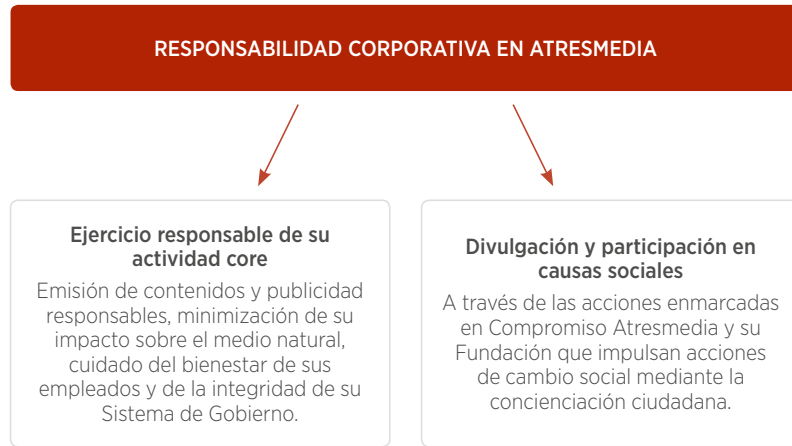 RESPONSABILIDAD CORPORATIVA EN ATRESMEDIA
Ejercicio responsable de su
actividad core
Emisión de contenidos y publicidad
responsables, minimización de su
impacto sobre el medio natural,
cuidado del bienestar de sus
empleados y de la integridad de su
Sistema de Gobierno.
Divulgación y participación en
causas sociales
A través de las acciones enmarcadas
en Compromiso Atresmedia y su
Fundación que impulsan acciones
de cambio social mediante la
concienciación ciudadana.